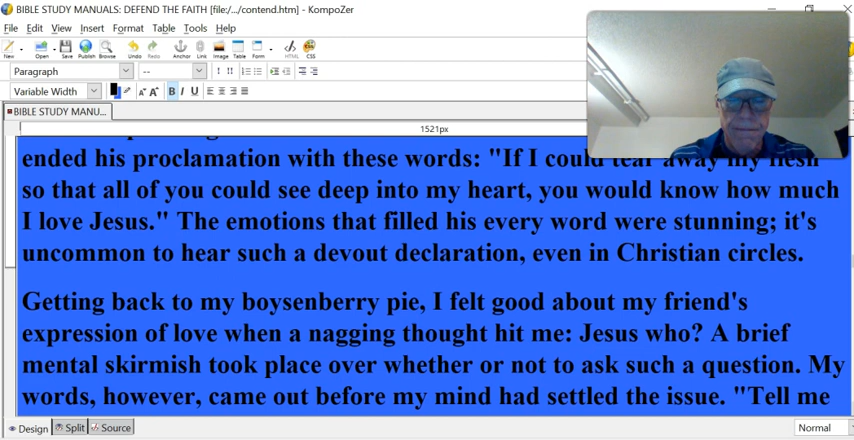 BIBLE STUDY MANUALS: DEFEND THE FAITH [file:/.../contend.htm] - KompoZer
File Edit View Insert Format Table Tools Help
New Open Save Publish Browse Undo Redo Anchor Link Image Table Form HTML CSS
Paragraph --
Variable Width A A B I U
BIBLE STUDY MANU...
1521px
ended his proclamation with these words: "If I could tear away my flesh
so that all of you could see deep into my heart, you would know how much
I love Jesus." The emotions that filled his every word were stunning; it's
uncommon to hear such a devout declaration, even in Christian circles.
Getting back to my boysenberry pie, I felt good about my friend's
expression of love when a nagging thought hit me: Jesus who? A brief
mental skirmish took place over whether or not to ask such a question. My
words, however, came out before my mind had settled the issue. "Tell me
Design Split Source Normal